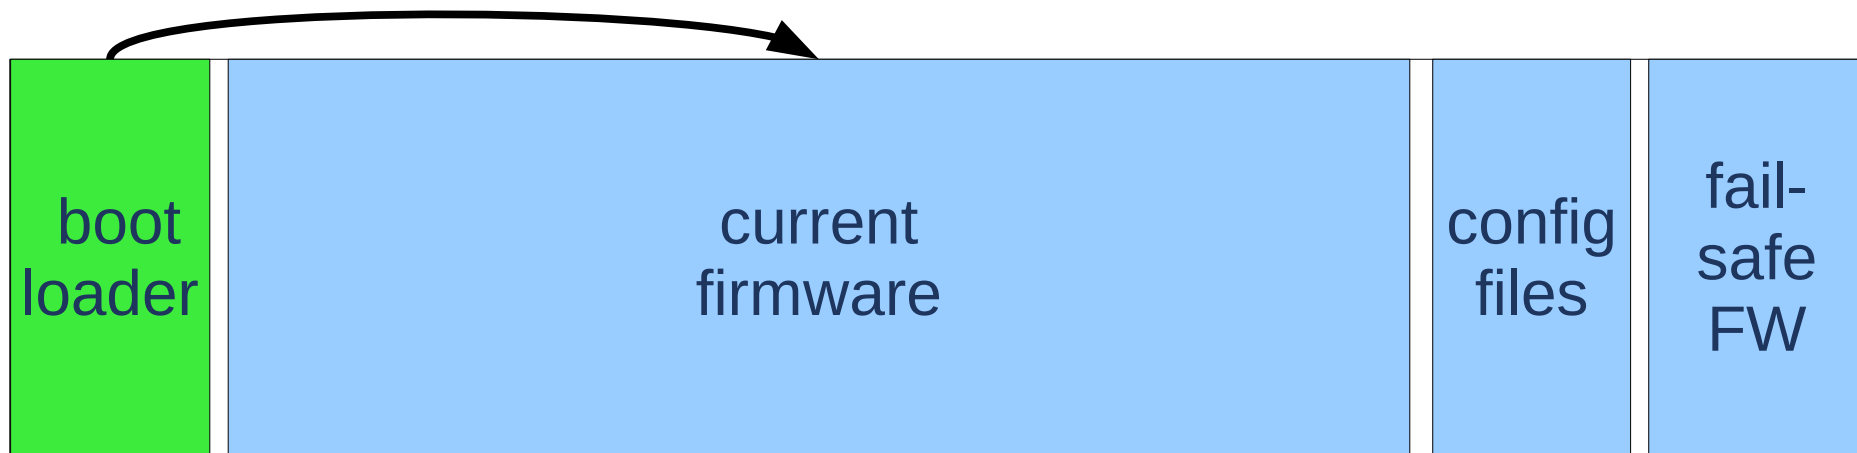 boot
loader
current
firmware
config
files
fail-
safe
FW